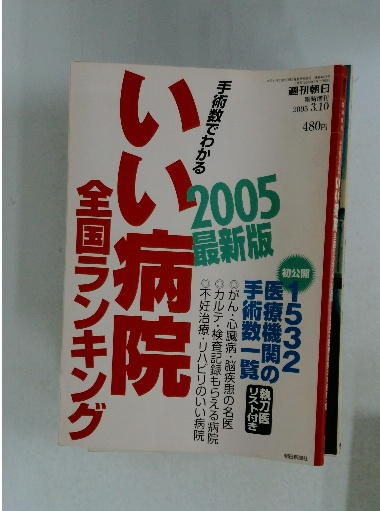 週刊朝日
臨時増刊
2005 3.10
480円
手術数でわかる
いい病院
全国ランキング
2005
最新版
初公開
1532
医療機関の
手術数一覧
執刀医
リスト付き
◎がん・心臓病・脳疾患の名医
◎カルテ・検査記録もらえる病院
◎不妊治療・リハビリのいい病院
朝日新聞社